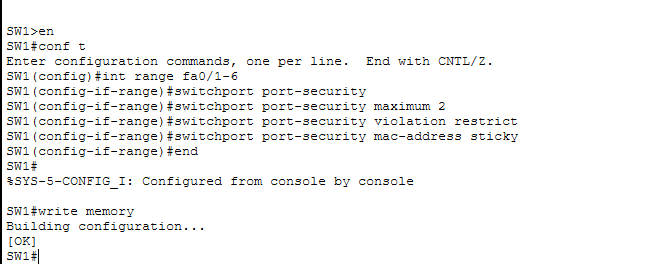 SW1>en
SW1#conf t
Enter configuration commands, one per line.  End with CNTL/Z.
SW1(config)#int range fa0/1-6
SW1(config-if-range)#switchport port-security
SW1(config-if-range)#switchport port-security maximum 2
SW1(config-if-range)#switchport port-security violation restrict
SW1(config-if-range)#switchport port-security mac-address sticky
SW1(config-if-range)#end
SW1#
%SYS-5-CONFIG_I: Configured from console by console
SW1#write memory
Building configuration...
[OK]
SW1#